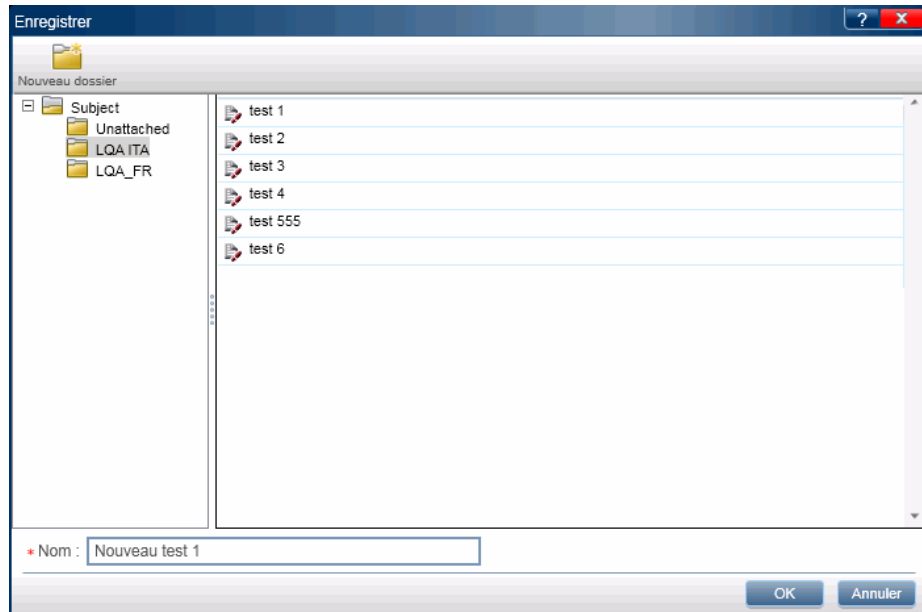 Enregistrer
?
X
Nouveau dossier
Subject
Unattached
LQA ITA
LQA_FR
test 1
test 2
test 3
test 4
test 555
test 6
* Nom : Nouveau test 1
OK Annuler